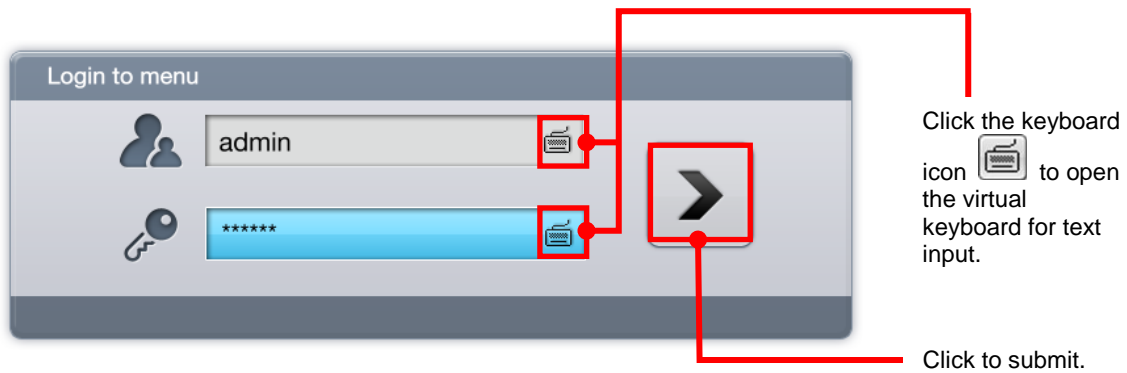 Login to menu
admin
******
Click the keyboard
icon to open
the virtual
keyboard for text
input.
Click to submit.